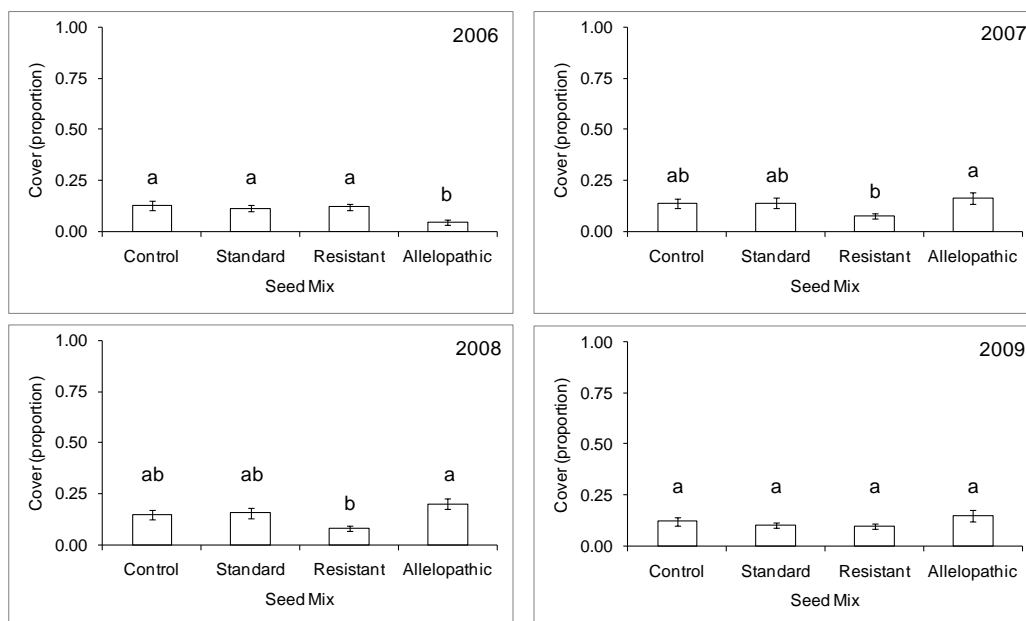 2006
Cover (proportion)
1.00
0.75
0.50
0.25
0.00
a a a b
Control Standard Resistant Allelopathic
Seed Mix
2007
Cover (proportion)
1.00
0.75
0.50
0.25
0.00
ab ab b a
Control Standard Resistant Allelopathic
Seed Mix
2008
Cover (proportion)
1.00
0.75
0.50
0.25
0.00
ab ab b a
Control Standard Resistant Allelopathic
Seed Mix
2009
Cover (proportion)
1.00
0.75
0.50
0.25
0.00
a a a a
Control Standard Resistant Allelopathic
Seed Mix